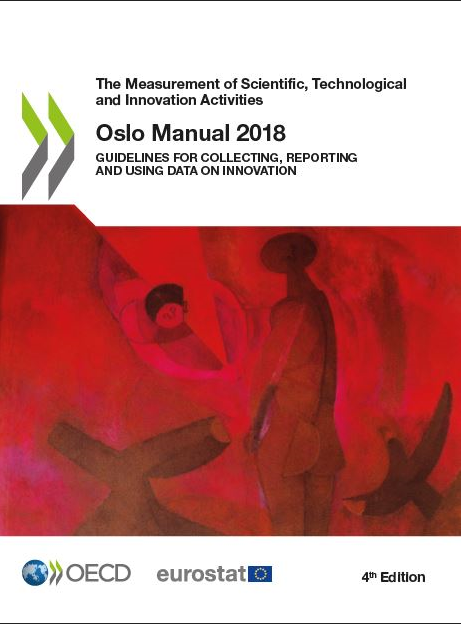 The Measurement of Scientific, Technological
and Innovation Activities
Oslo Manual 2018
GUIDELINES FOR COLLECTING, REPORTING
AND USING DATA ON INNOVATION
OECD
eurostat
4th Edition